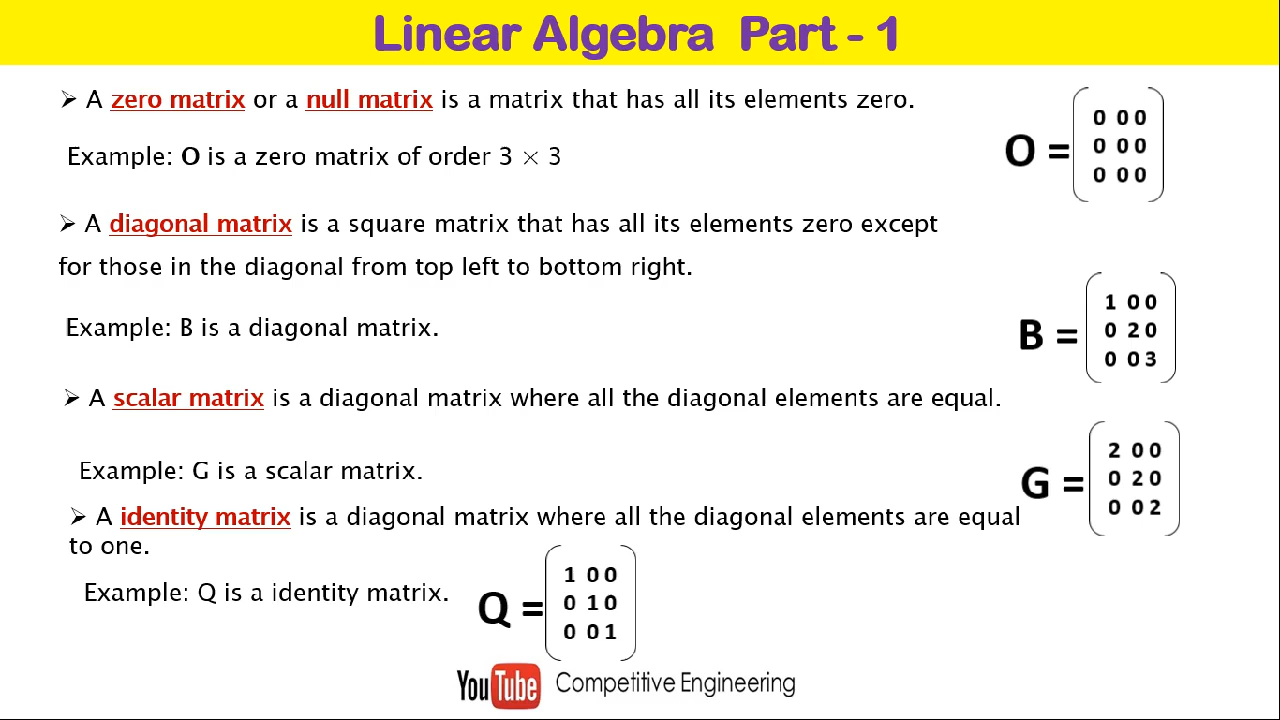 Linear Algebra Part - 1
➢ A zero matrix or a null matrix is a matrix that has all its elements zero.
Example: O is a zero matrix of order 3 × 3
O =
0 0 0
0 0 0
0 0 0
➢ A diagonal matrix is a square matrix that has all its elements zero except
for those in the diagonal from top left to bottom right.
Example: B is a diagonal matrix.
B =
1 0 0
0 2 0
0 0 3
➢ A scalar matrix is a diagonal matrix where all the diagonal elements are equal.
Example: G is a scalar matrix.
G =
2 0 0
0 2 0
0 0 2
➢ A identity matrix is a diagonal matrix where all the diagonal elements are equal
to one.
Example: Q is a identity matrix.
Q =
1 0 0
0 1 0
0 0 1
YouTube Competitive Engineering